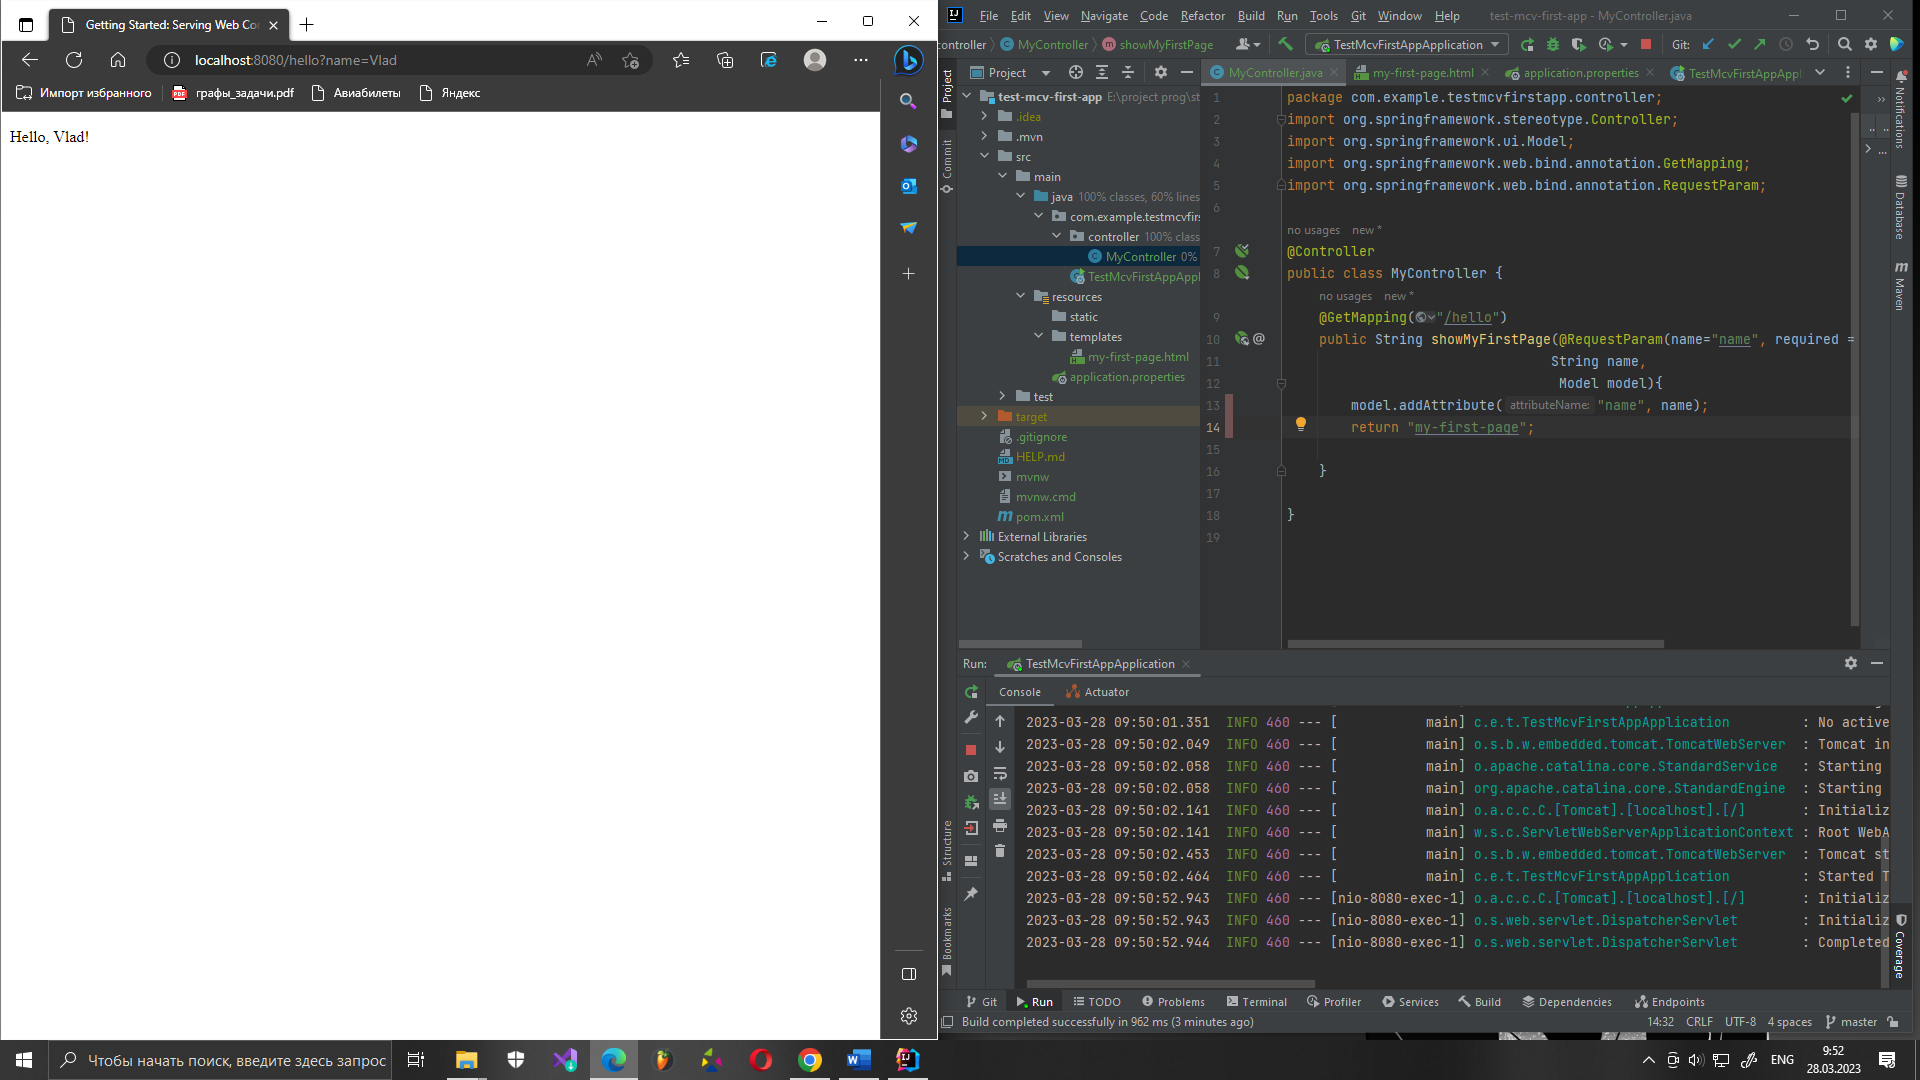 Getting Started: Serving Web Co
localhost:8080/hello?name=Vlad
Импорт избранного
PDF
графы_задачи.pdf
Авиабилеты
Яндекс
Hello, Vlad!
File Edit View Navigate Code Refactor Build Run Tools Git Window Help
test-mcv-first-app - MyController.java
controller
MyController
showMyFirstPage
TestMcvFirstAppApplication
Git:
Project
MyController.java
my-first-page.html
application.properties
TestMcvFirstAppAppl
Project
Commit
Structure
Bookmarks
test-mcv-first-app E:\project prog\st
.idea
.mvn
src
main
java 100% classes, 60% lines
com.example.testmcvfir
controller 100% class
MyController 0%
TestMcvFirstAppAppl
resources
static
templates
my-first-page.html
application.properties
test
target
.gitignore
HELP.md
mvnw
mvnw.cmd
pom.xml
External Libraries
Scratches and Consoles
1 package com.example.testmcvfirstapp.controller;
2 import org.springframework.stereotype.Controller;
3 import org.springframework.ui.Model;
4 import org.springframework.web.bind.annotation.GetMapping;
5 import org.springframework.web.bind.annotation.RequestParam;
6
no usages new *
7 @Controller
8 public class MyController {
no usages new *
9 @GetMapping("/hello")
10 public String showMyFirstPage(@RequestParam(name="name", required =
11 String name,
12 Model model){
13 model.addAttribute( attributeName: "name", name);
14 return "my-first-page";
15
16 }
17
18 }
19
Notifications
Database
Maven
Coverage
Run: TestMcvFirstAppApplication
Console Actuator
2023-03-28 09:50:01.351 INFO 460 --- [ main] c.e.t.TestMcvFirstAppApplication : No active
2023-03-28 09:50:02.049 INFO 460 --- [ main] o.s.b.w.embedded.tomcat.TomcatWebServer : Tomcat in
2023-03-28 09:50:02.058 INFO 460 --- [ main] o.apache.catalina.core.StandardService : Starting
2023-03-28 09:50:02.058 INFO 460 --- [ main] org.apache.catalina.core.StandardEngine : Starting
2023-03-28 09:50:02.141 INFO 460 --- [ main] o.a.c.c.C.[Tomcat].[localhost].[/] : Initializ
2023-03-28 09:50:02.141 INFO 460 --- [ main] w.s.c.ServletWebServerApplicationContext : Root WebA
2023-03-28 09:50:02.453 INFO 460 --- [ main] o.s.b.w.embedded.tomcat.TomcatWebServer : Tomcat st
2023-03-28 09:50:02.464 INFO 460 --- [ main] c.e.t.TestMcvFirstAppApplication : Started T
2023-03-28 09:50:52.943 INFO 460 --- [nio-8080-exec-1] o.a.c.c.C.[Tomcat].[localhost].[/] : Initializ
2023-03-28 09:50:52.943 INFO 460 --- [nio-8080-exec-1] o.s.web.servlet.DispatcherServlet : Initializ
2023-03-28 09:50:52.944 INFO 460 --- [nio-8080-exec-1] o.s.web.servlet.DispatcherServlet : Completed
Git Run TODO Problems Terminal Profiler Services Build Dependencies Endpoints
Build completed successfully in 962 ms (3 minutes ago)
14:32 CRLF UTF-8 4 spaces master
Чтобы начать поиск, введите здесь запрос
ENG
9:52
28.03.2023